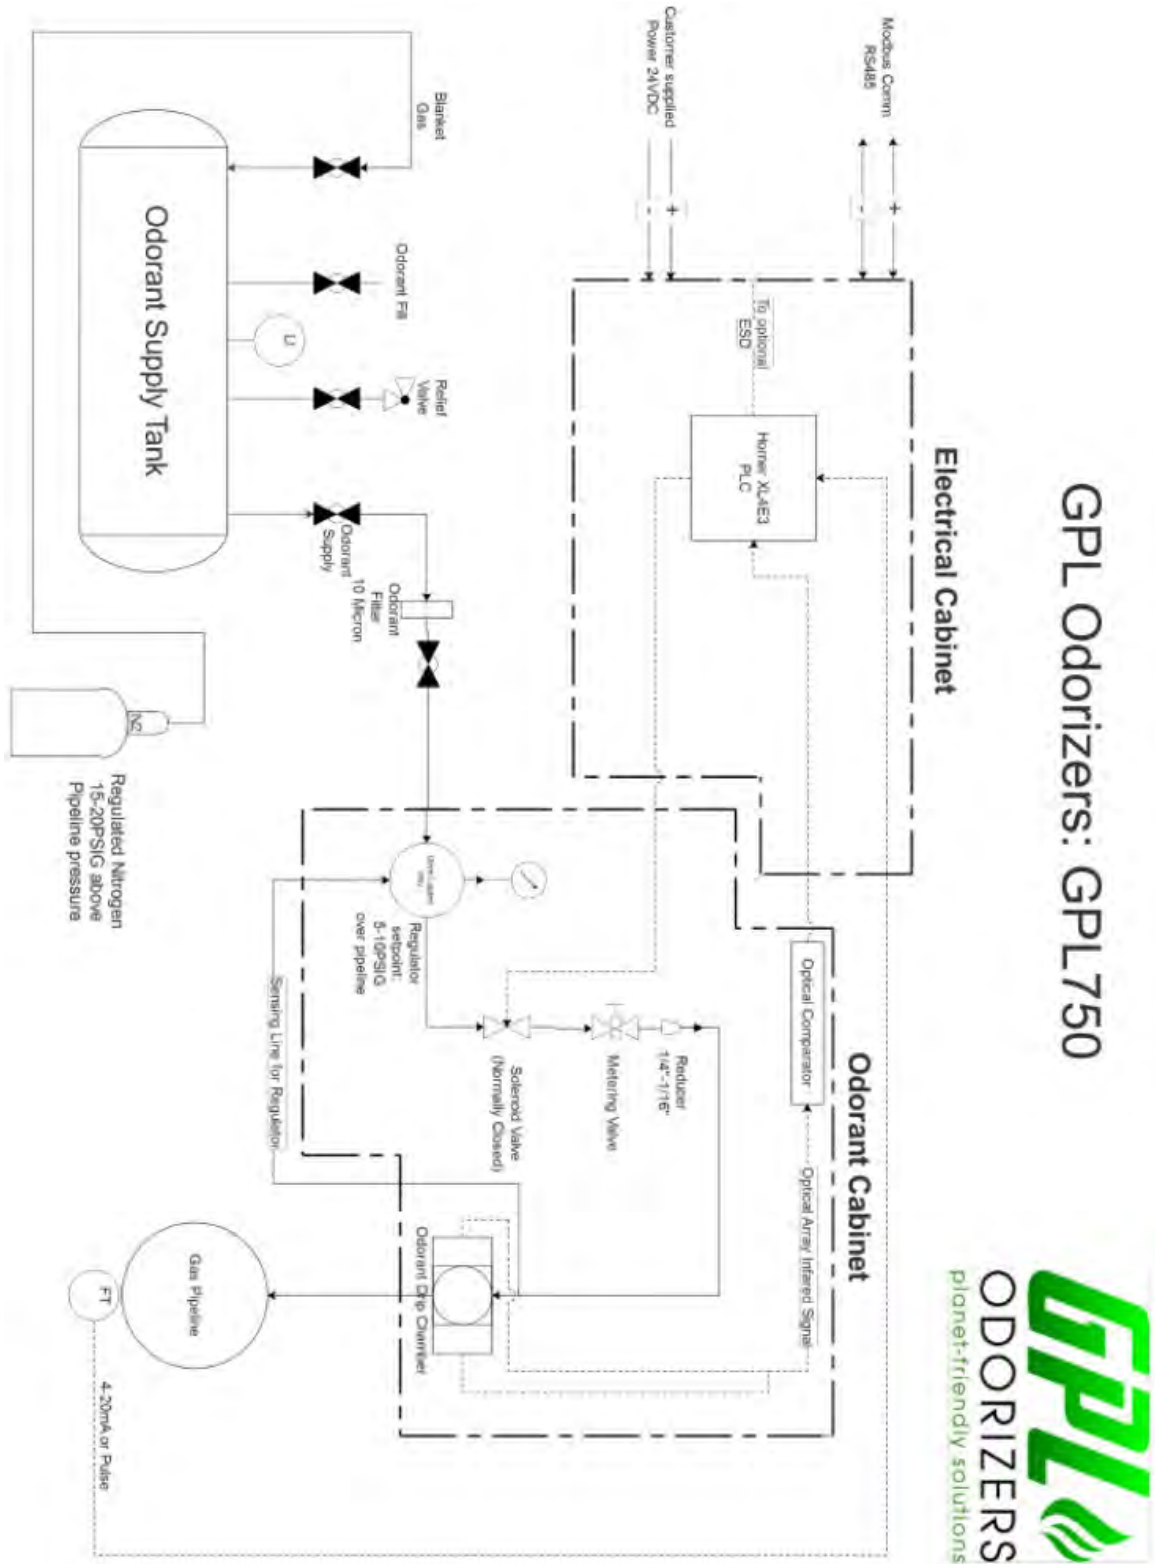 GPL Odorizers: GPL750
GPL
ODORIZERS
planet-friendly solutions
Electrical Cabinet
Odorant Cabinet
Modbus Comm
RS485
+
-
Customer supplied
Power 24VDC
+
-
To optional
ESD
Horner XL4E3
PLC
Optical Comparator
Optical Array Infared Signal
Blanket
Gas
Odorant Fill
LI
Relief
Valve
Odorant
Supply
Odorant Supply Tank
Odorant
Filter
10 Micron
N2
Regulated Nitrogen
15-20PSIG above
Pipeline pressure
Regulator
setpoint:
5-10PSIG
over pipeline
Sensing Line for Regulator
Solenoid Valve
(Normally Closed)
Metering Valve
Reducer
1/4"-1/16"
Odorant Drip Chamber
Gas Pipeline
FT
4-20mA or Pulse